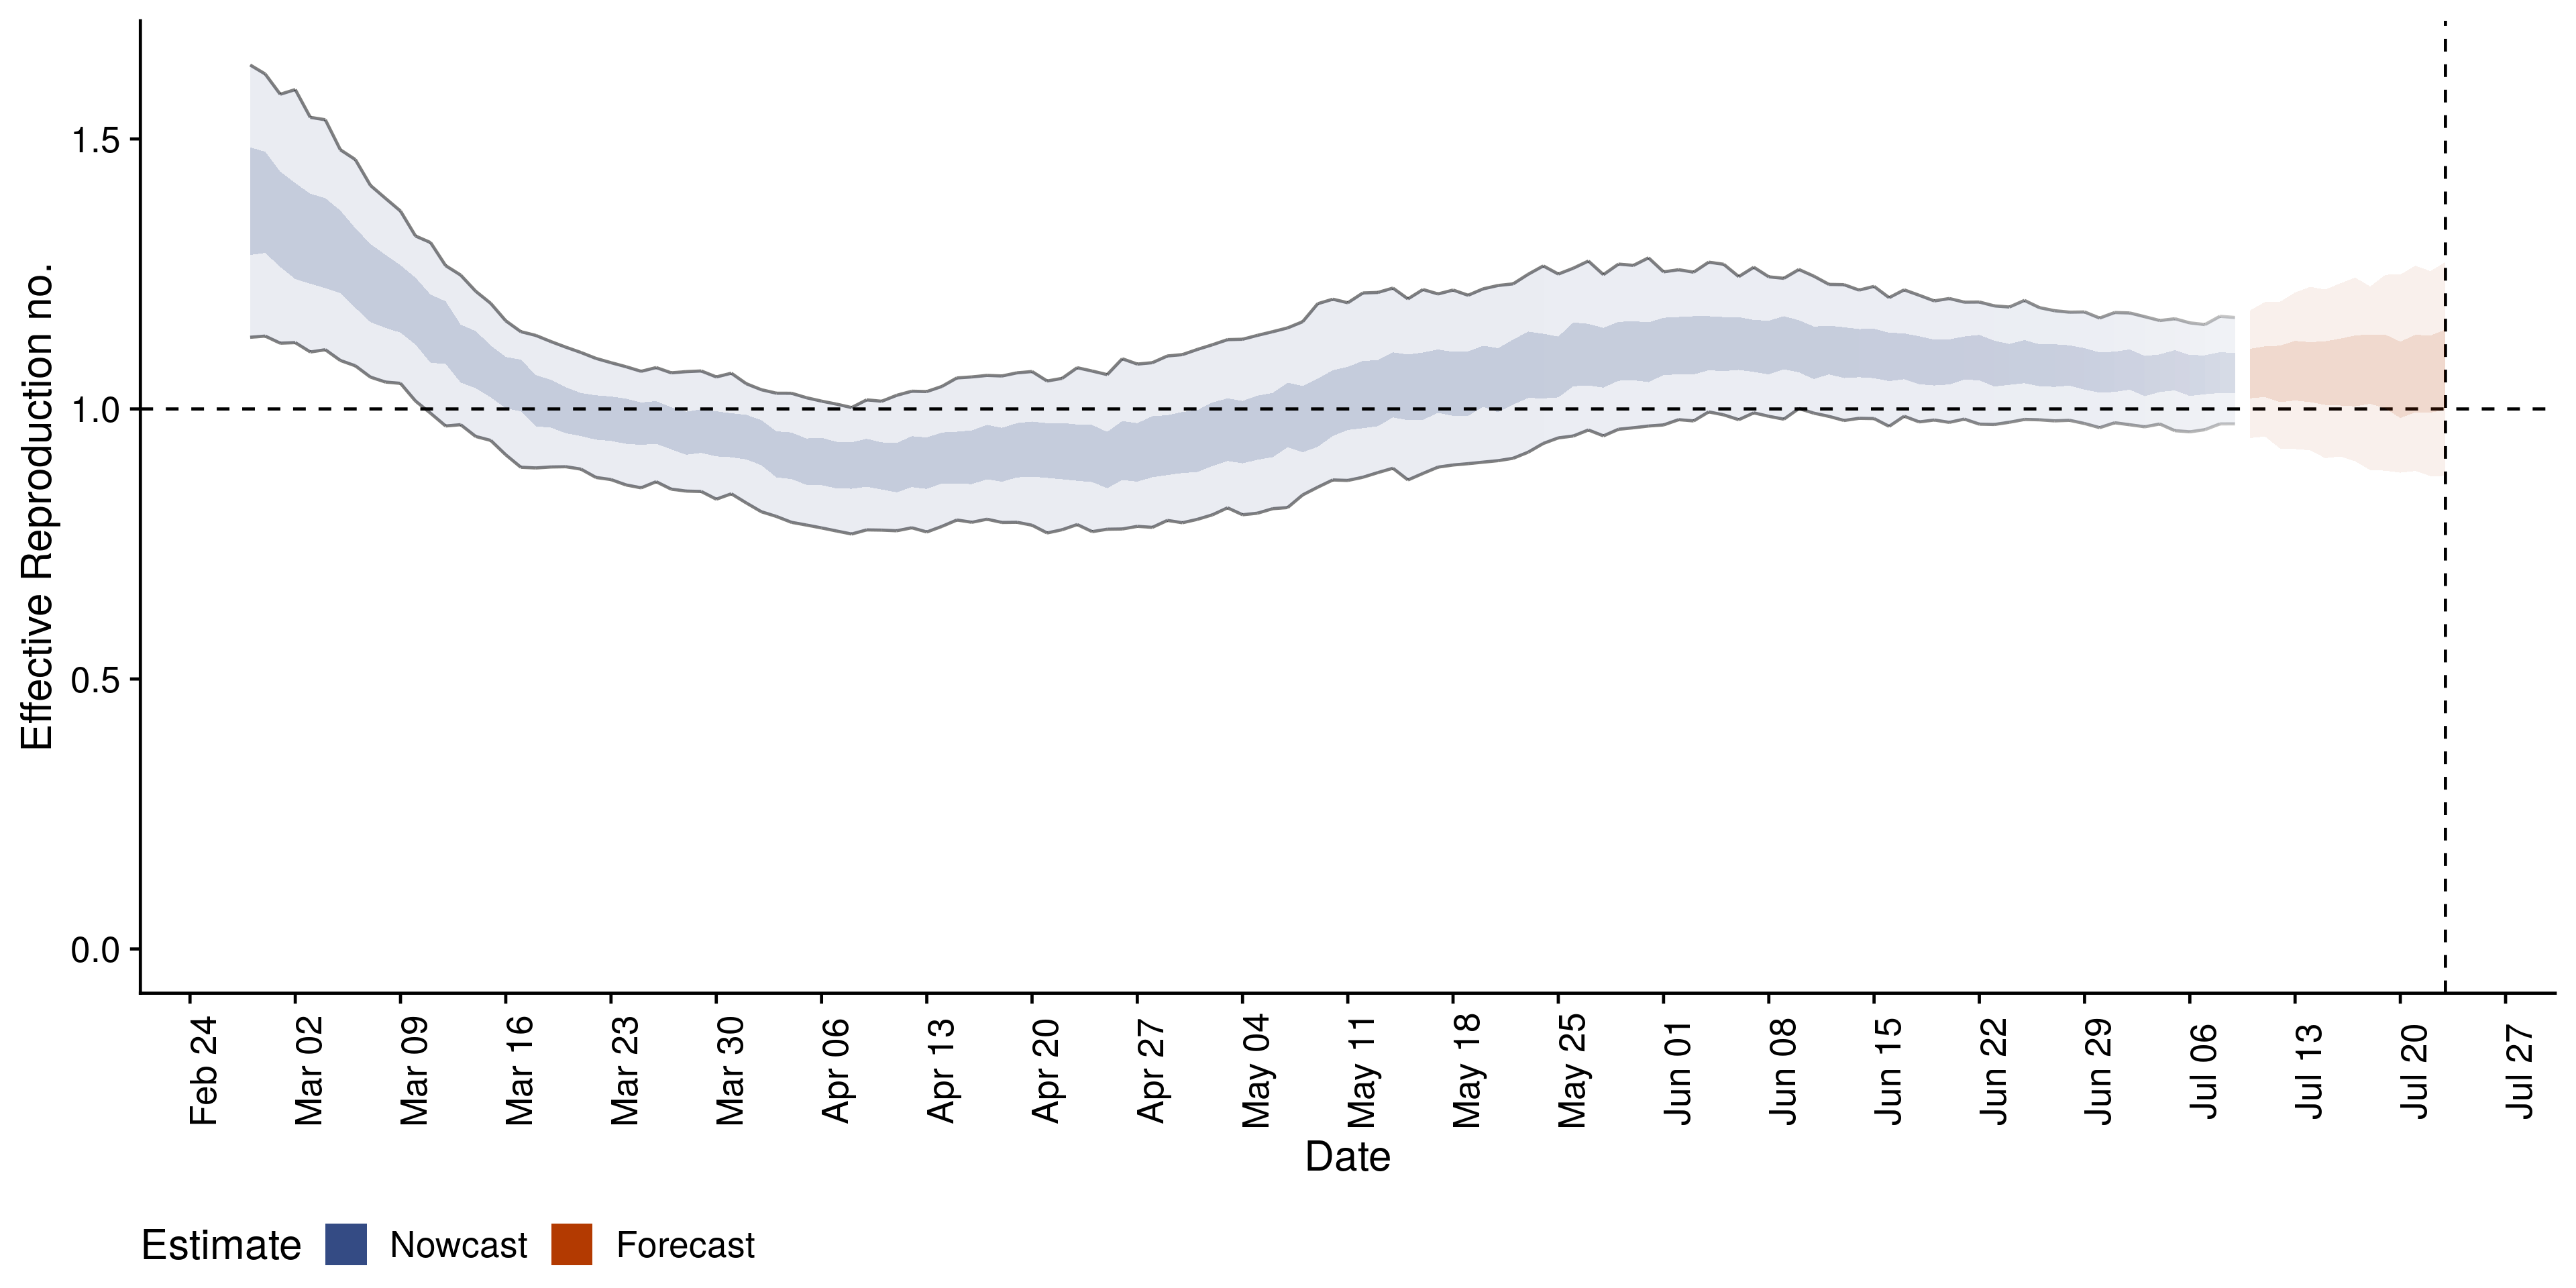 Effective Reproduction no.
1.5
1.0
0.5
0.0
Feb 24
Mar 02
Mar 09
Mar 16
Mar 23
Mar 30
Apr 06
Apr 13
Apr 20
Apr 27
May 04
May 11
May 18
May 25
Jun 01
Jun 08
Jun 15
Jun 22
Jun 29
Jul 06
Jul 13
Jul 20
Jul 27
Date
Estimate Nowcast Forecast